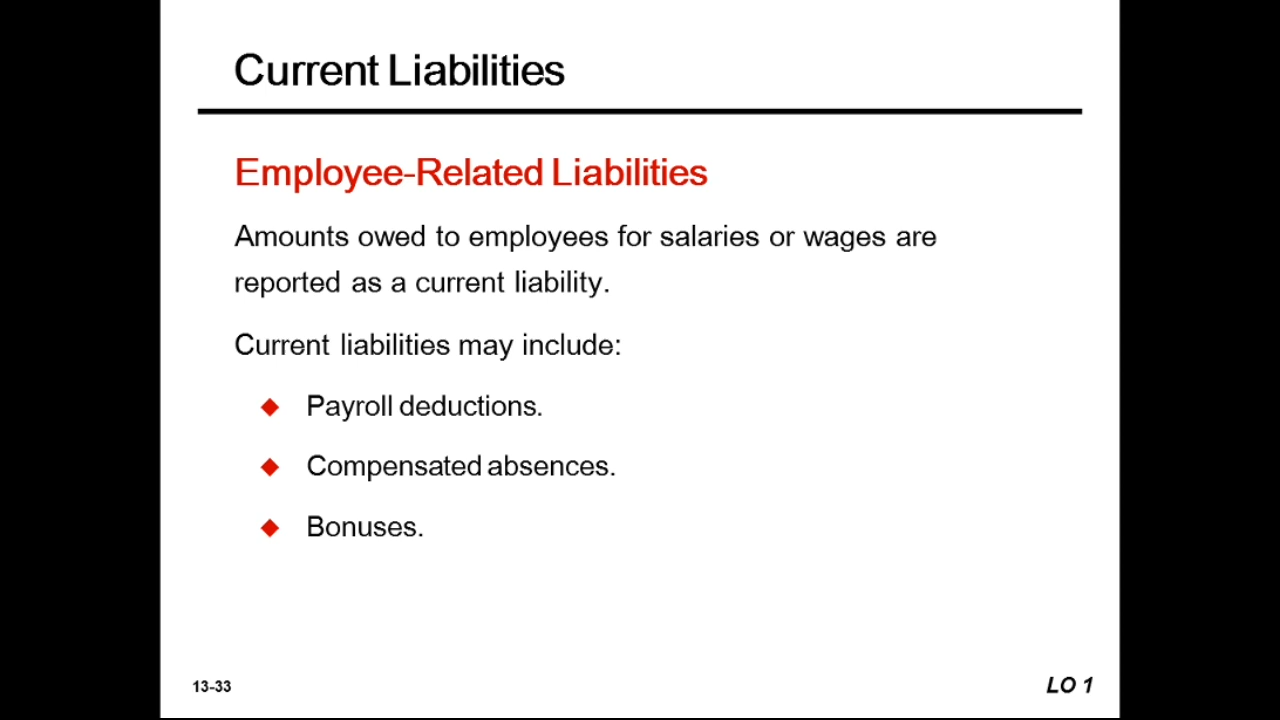 Current Liabilities
Employee-Related Liabilities
Amounts owed to employees for salaries or wages are
reported as a current liability.
Current liabilities may include:
Payroll deductions.
Compensated absences.
Bonuses.
13-33
LO 1